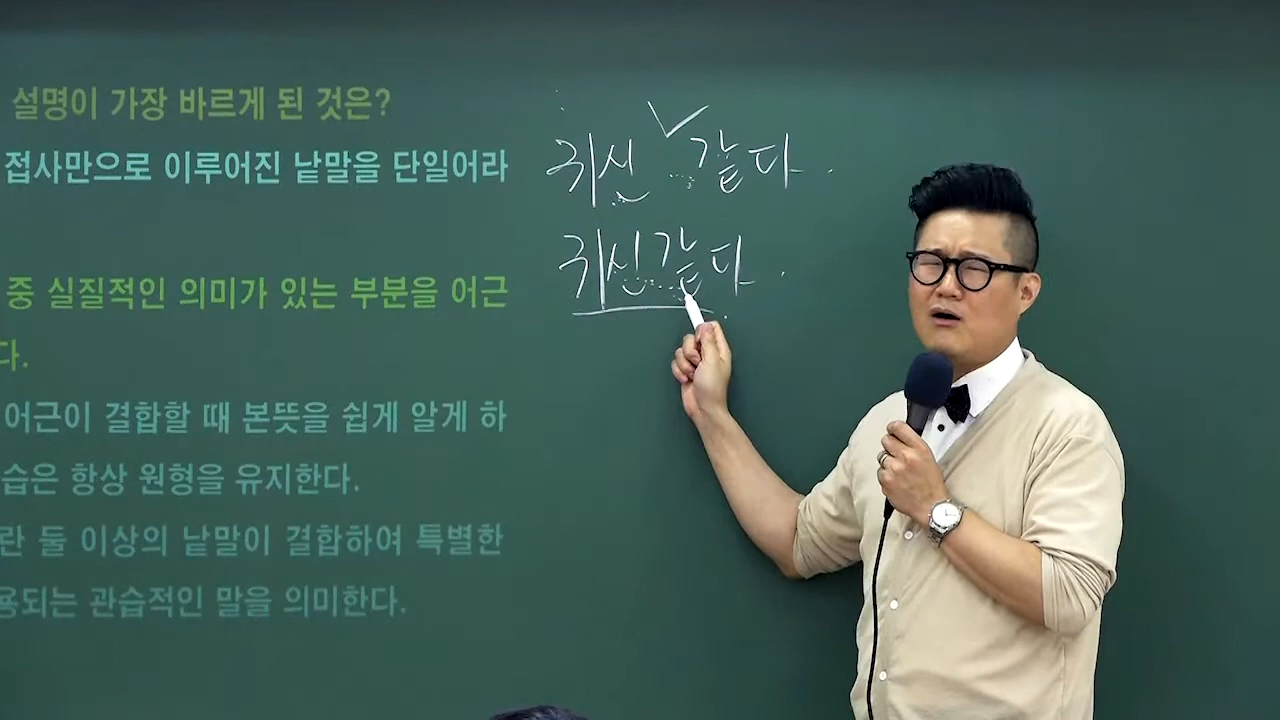 설명이 가장 바르게 된 것은?
접사만으로 이루어진 낱말을 단일어라
중 실질적인 의미가 있는 부분을 어근
다.
어근이 결합할 때 본뜻을 쉽게 알게 하
습은 항상 원형을 유지한다.
란 둘 이상의 낱말이 결합하여 특별한
용되는 관습적인 말을 의미한다.
귀신 같다.
귀신같다.